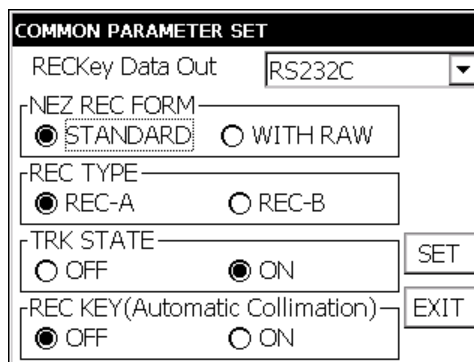 COMMON PARAMETER SET
RECKey Data Out RS232C
NEZ REC FORM
STANDARD WITH RAW
REC TYPE
REC-A REC-B
TRK STATE
OFF ON
SET
REC KEY(Automatic Collimation)
OFF ON
EXIT